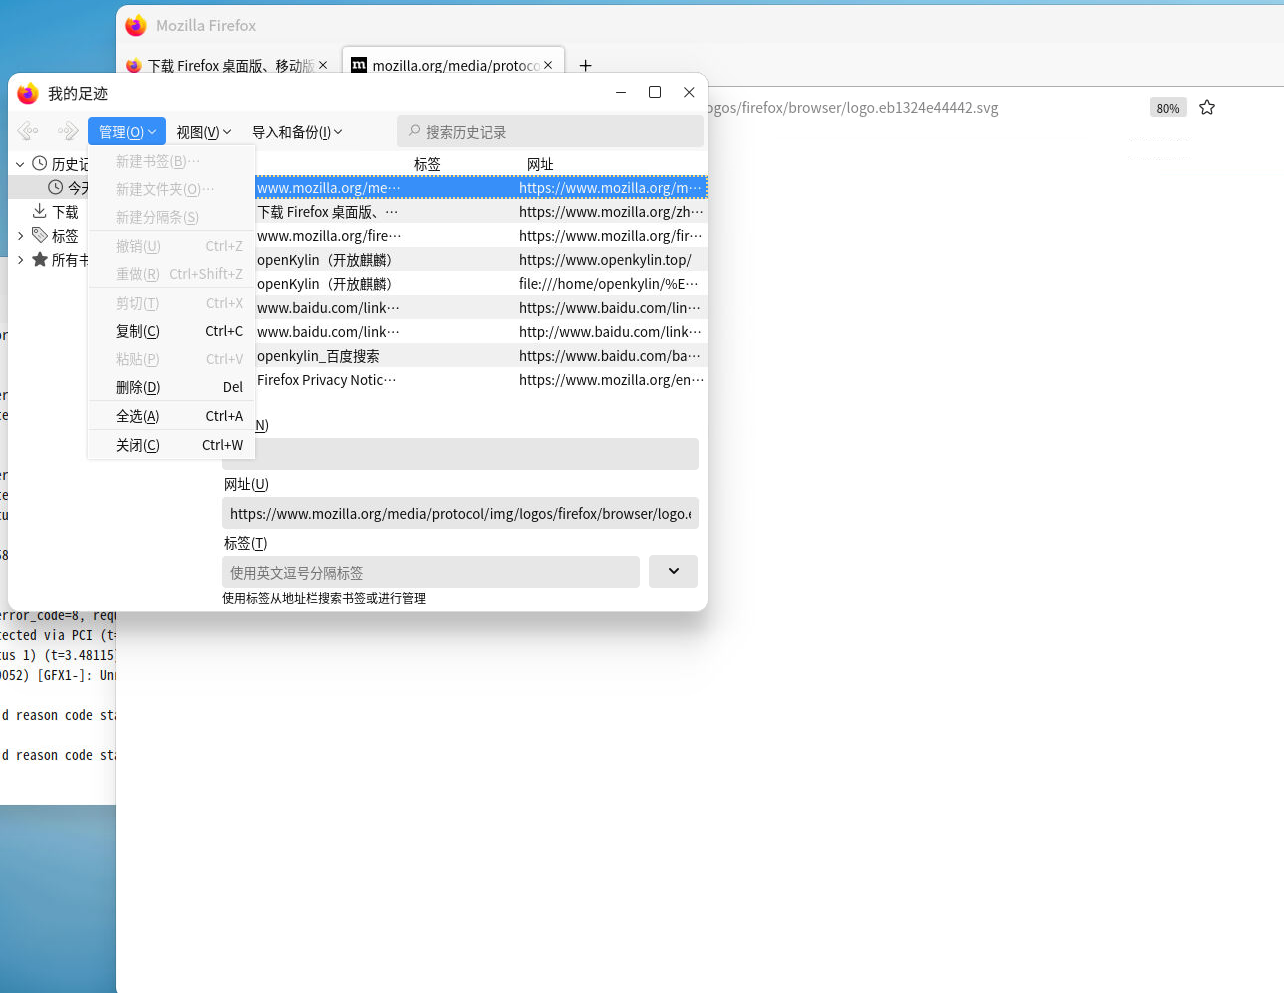 Mozilla Firefox
下载 Firefox 桌面版、移动版
mozilla.org/media/protoco
我的足迹
ogos/firefox/browser/logo.eb1324e44442.svg
80%
管理(O)
视图(V)
导入和备份(I)
搜索历史记录
历史记
标签
网址
今天
下载
标签
所有书
新建书签(B)…
新建文件夹(O)…
新建分隔条(S)
撤销(U) Ctrl+Z
重做(R) Ctrl+Shift+Z
剪切(T) Ctrl+X
复制(C) Ctrl+C
粘贴(P) Ctrl+V
删除(D) Del
全选(A) Ctrl+A
关闭(C) Ctrl+W
www.mozilla.org/me… https://www.mozilla.org/m…
下载 Firefox 桌面版、… https://www.mozilla.org/zh…
www.mozilla.org/fire… https://www.mozilla.org/fir…
openKylin（开放麒麟） https://www.openkylin.top/
openKylin（开放麒麟） file:///home/openkylin/%E…
www.baidu.com/link… https://www.baidu.com/lin…
www.baidu.com/link… http://www.baidu.com/link…
openkylin_百度搜索 https://www.baidu.com/ba…
Firefox Privacy Notic… https://www.mozilla.org/en…
N)
网址(U)
https://www.mozilla.org/media/protocol/img/logos/firefox/browser/logo.e
标签(T)
使用英文逗号分隔标签
使用标签从地址栏搜索书签或进行管理
error_code=8, requ
tected via PCI (t=
tus 1) (t=3.48115)
0052) [GFX1-]: Un
d reason code sta
d reason code sta